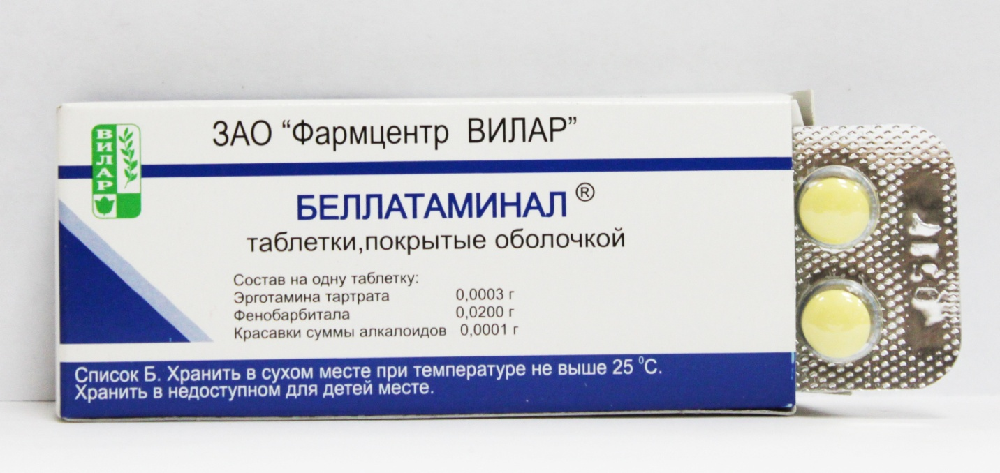 ЗАО “Фармцентр ВИЛАР”
ВИЛАР
БЕЛЛАТАМИНАЛ ®
таблетки,покрытые оболочкой
Состав на одну таблетку:
Эрготамина тартрата 0,0003 г
Фенобарбитала 0,0200 г
Красавки суммы алкалоидов 0,0001 г
Список Б. Хранить в сухом месте при температуре не выше 25 ⁰С.
Хранить в недоступном для детей месте.